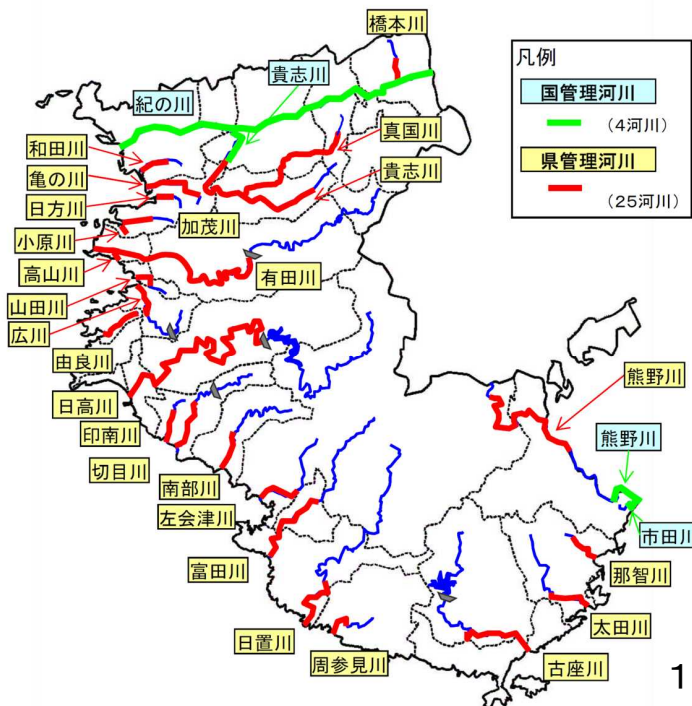 橋本川
貴志川
紀の川
凡例
国管理河川
(4河川)
県管理河川
(25河川)
和田川
真国川
亀の川
貴志川
日方川
加茂川
小原川
高山川
有田川
山田川
広川
由良川
日高川
印南川
切目川
南部川
左会津川
富田川
日置川
周参見川
熊野川
熊野川
市田川
那智川
太田川
古座川
1